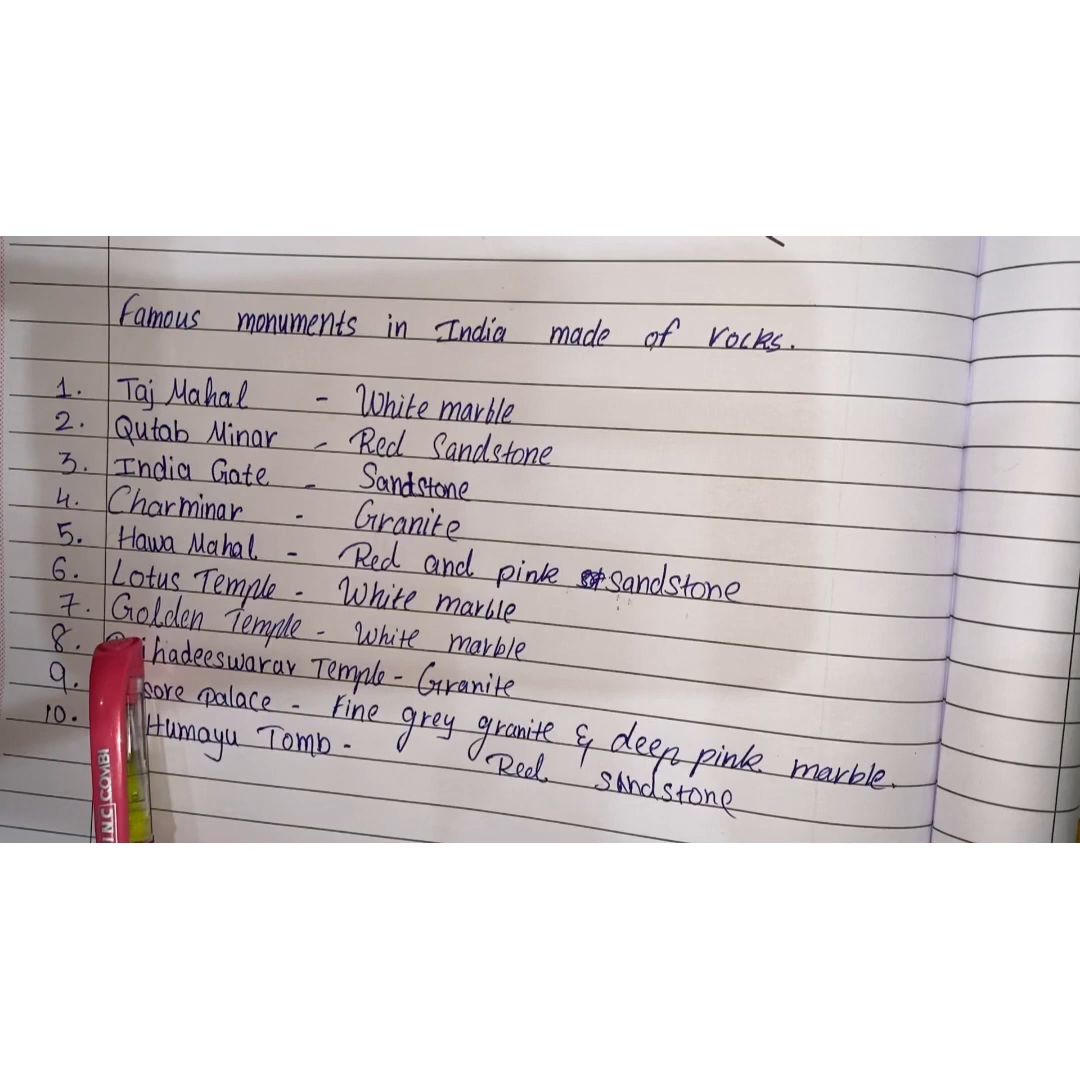 Famous monuments in India made of rocks.
1. Taj Mahal - White marble
2. Qutab Minar - Red Sandstone
3. India Gate - Sandstone
4. Charminar - Granite
5. Hawa Mahal - Red and pink sandstone
6. Lotus Temple - White marble
7. Golden Temple - White marble
8. ihadeeswarar Temple - Granite
9. sore palace - Fine grey granite & deep pink marble.
10. Humayu Tomb - Red sandstone
INC COMBI